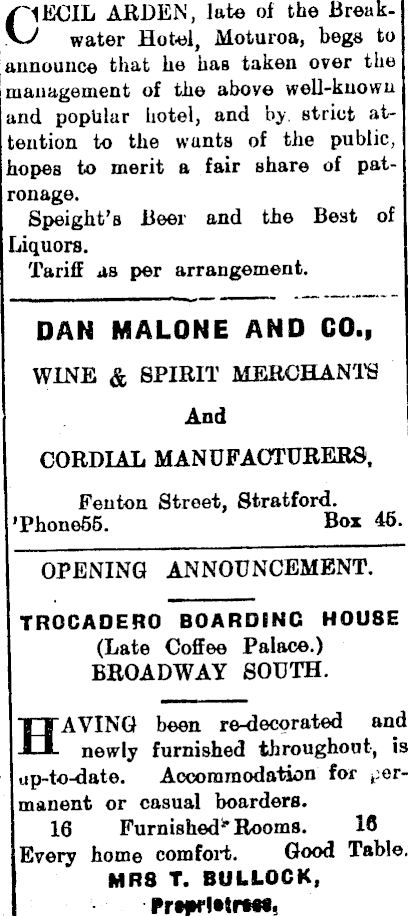 CECIL ARDEN, late of the Break-
water Hotel, Moturoa, begs to
announce that he has taken over the
management of the above well-known
and popular hotel, and by strict at-
tention to the wants of the public,
hopes to merit a fair share of pat-
ronage.
Speight's Beer and the Best of
Liquors.
Tariff as per arrangement.
DAN MALONE AND CO.,
WINE & SPIRIT MERCHANTS
And
CORDIAL MANUFACTURERS,
Fenton Street, Stratford.
'Phone55. Box 45.
OPENING ANNOUNCEMENT.
TROCADERO BOARDING HOUSE
(Late Coffee Palace.)
BROADWAY SOUTH.
HAVING been re-decorated and
newly furnished throughout, is
up-to-date. Accommodation for per-
manent or casual boarders.
16 Furnished Rooms. 16
Every home comfort. Good Table.
MRS T. BULLOCK,
Proprietress,